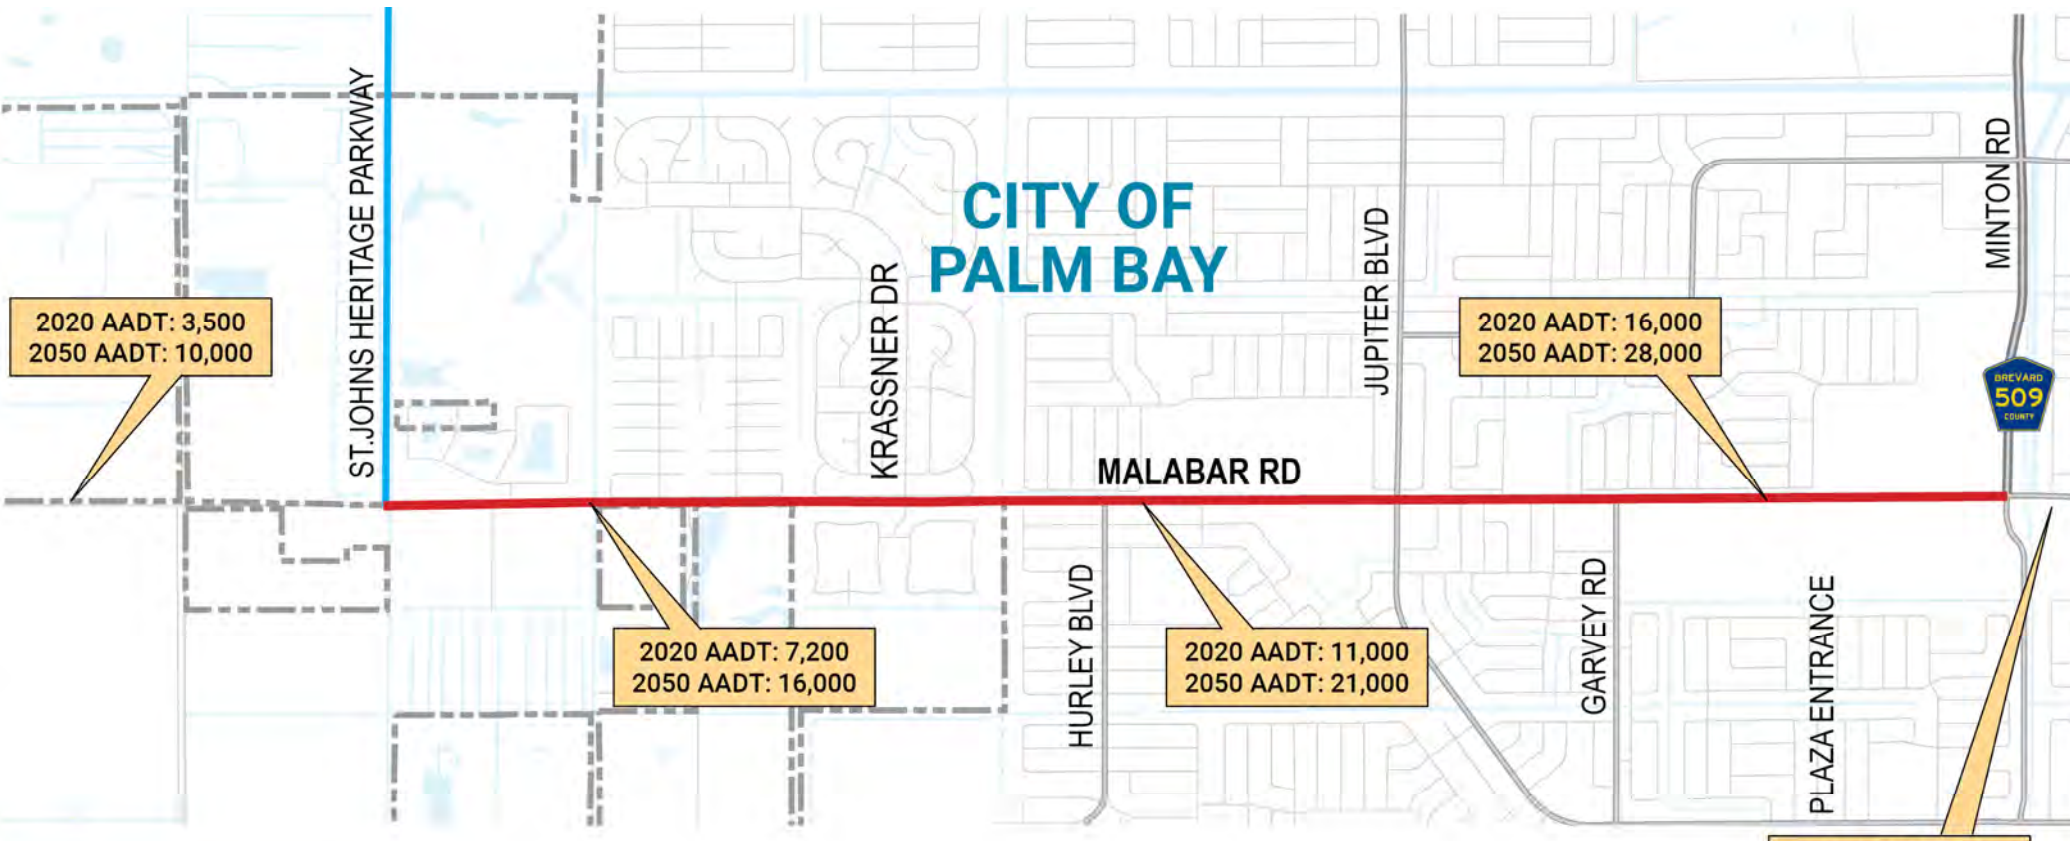 ST.JOHNS HERITAGE PARKWAY
CITY OF
PALM BAY
MINTON RD
JUPITER BLVD
KRASSNER DR
2020 AADT: 3,500
2050 AADT: 10,000
2020 AADT: 16,000
2050 AADT: 28,000
BREVARD
509
COUNTY
MALABAR RD
HURLEY BLVD
GARVEY RD
PLAZA ENTRANCE
2020 AADT: 7,200
2050 AADT: 16,000
2020 AADT: 11,000
2050 AADT: 21,000